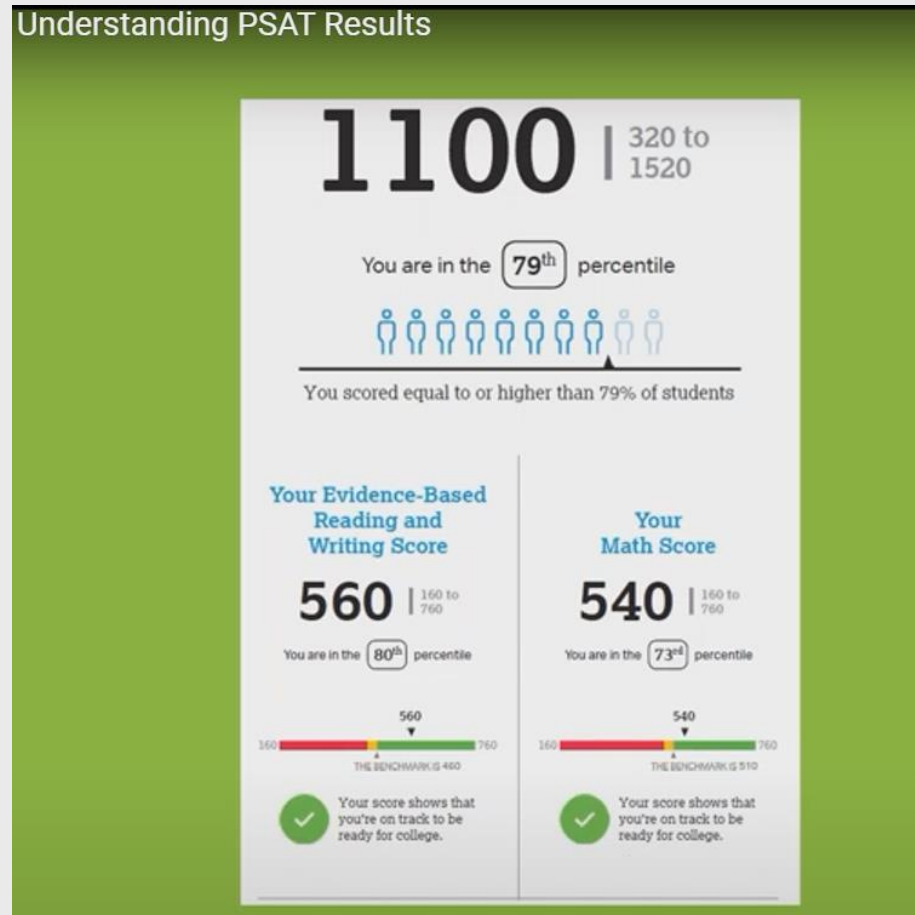 Understanding PSAT Results
1100
320 to
1520
You are in the 79th percentile
You scored equal to or higher than 79% of students
Your Evidence-Based
Reading and
Writing Score
560
160 to
760
You are in the 80th percentile
560
160 760
THE BENCHMARK IS 460
Your score shows that
you're on track to be
ready for college.
Your
Math Score
540
160 to
760
You are in the 73rd percentile
540
160 760
THE BENCHMARK IS 510
Your score shows that
you're on track to be
ready for college.